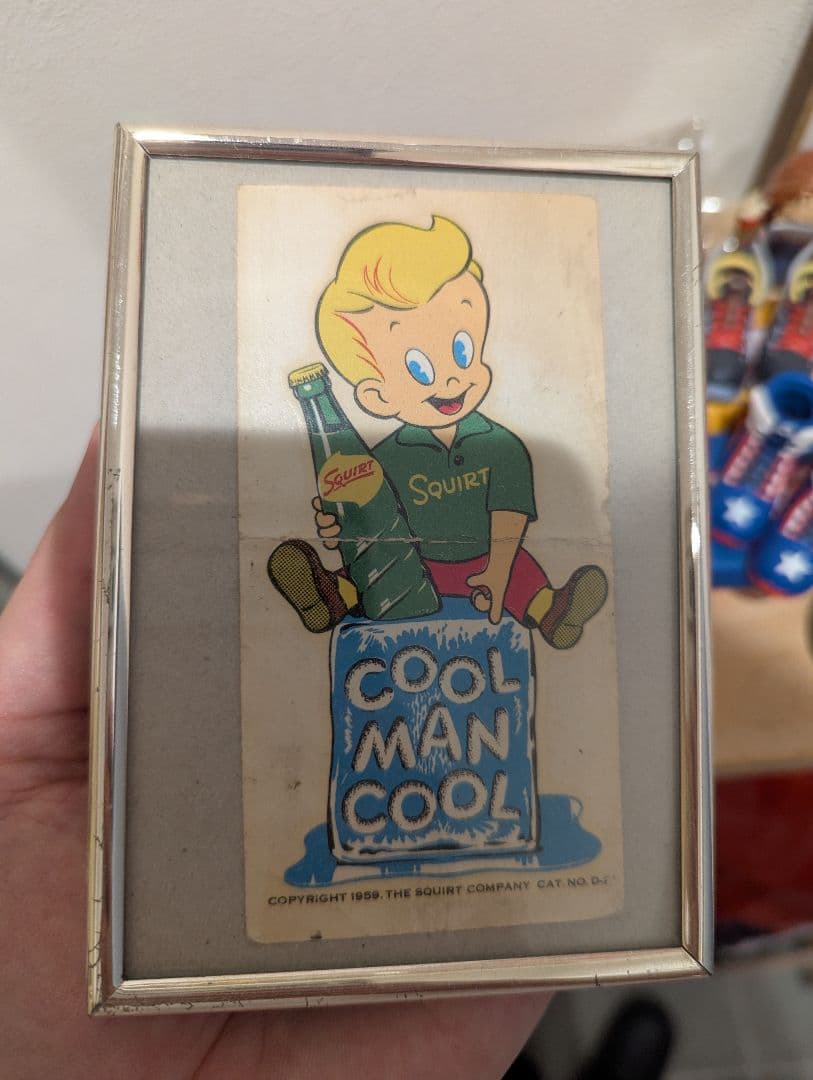 SQUIRT
SQUIRT
COOL
MAN
COOL
COPYRIGHT 1959. THE SQUIRT COMPANY CAT. NO.